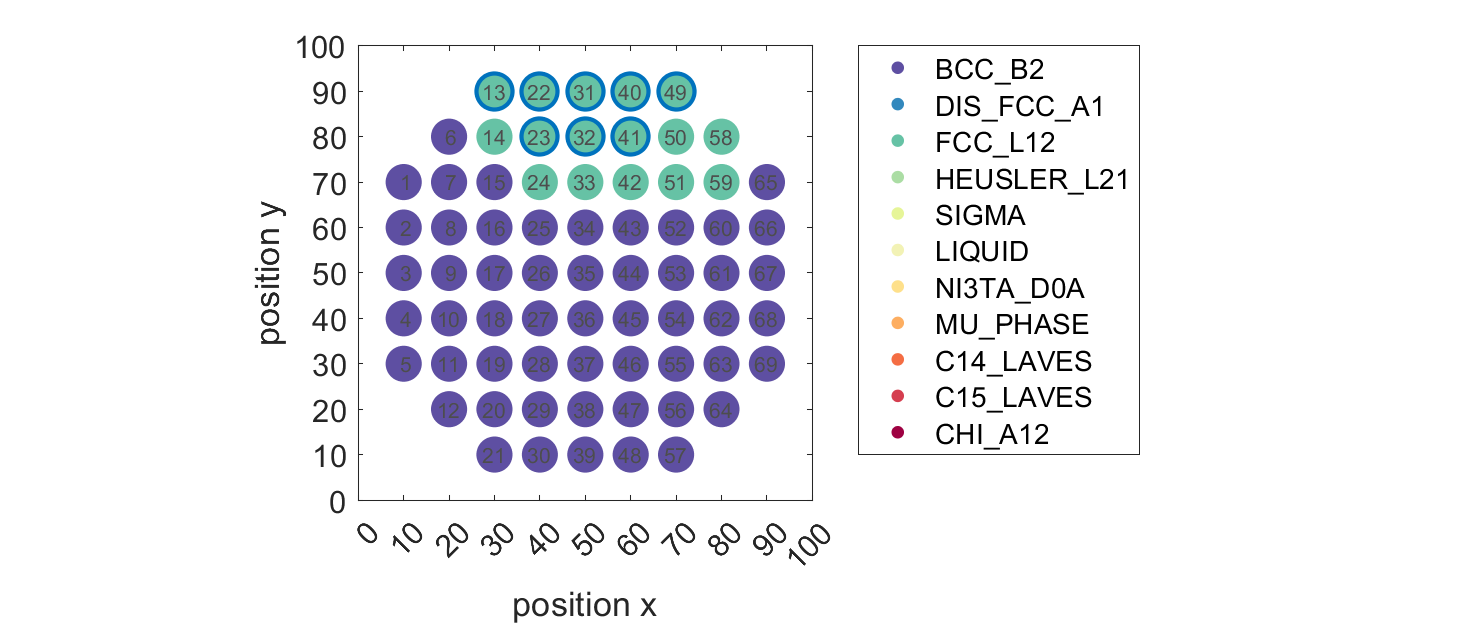 100
90
80
70
60
50
40
30
20
10
0
position y
13 22 31 40 49
6 14 23 32 41 50 58
1 7 15 24 33 42 51 59 65
2 8 16 25 34 43 52 60 66
3 9 17 26 35 44 53 61 67
4 10 18 27 36 45 54 62 68
5 11 19 28 37 46 55 63 69
12 20 29 38 47 56 64
21 30 39 48 57
0 10 20 30 40 50 60 70 80 90 100
position x
BCC_B2
DIS_FCC_A1
FCC_L12
HEUSLER_L21
SIGMA
LIQUID
NI3TA_D0A
MU_PHASE
C14_LAVES
C15_LAVES
CHI_A12